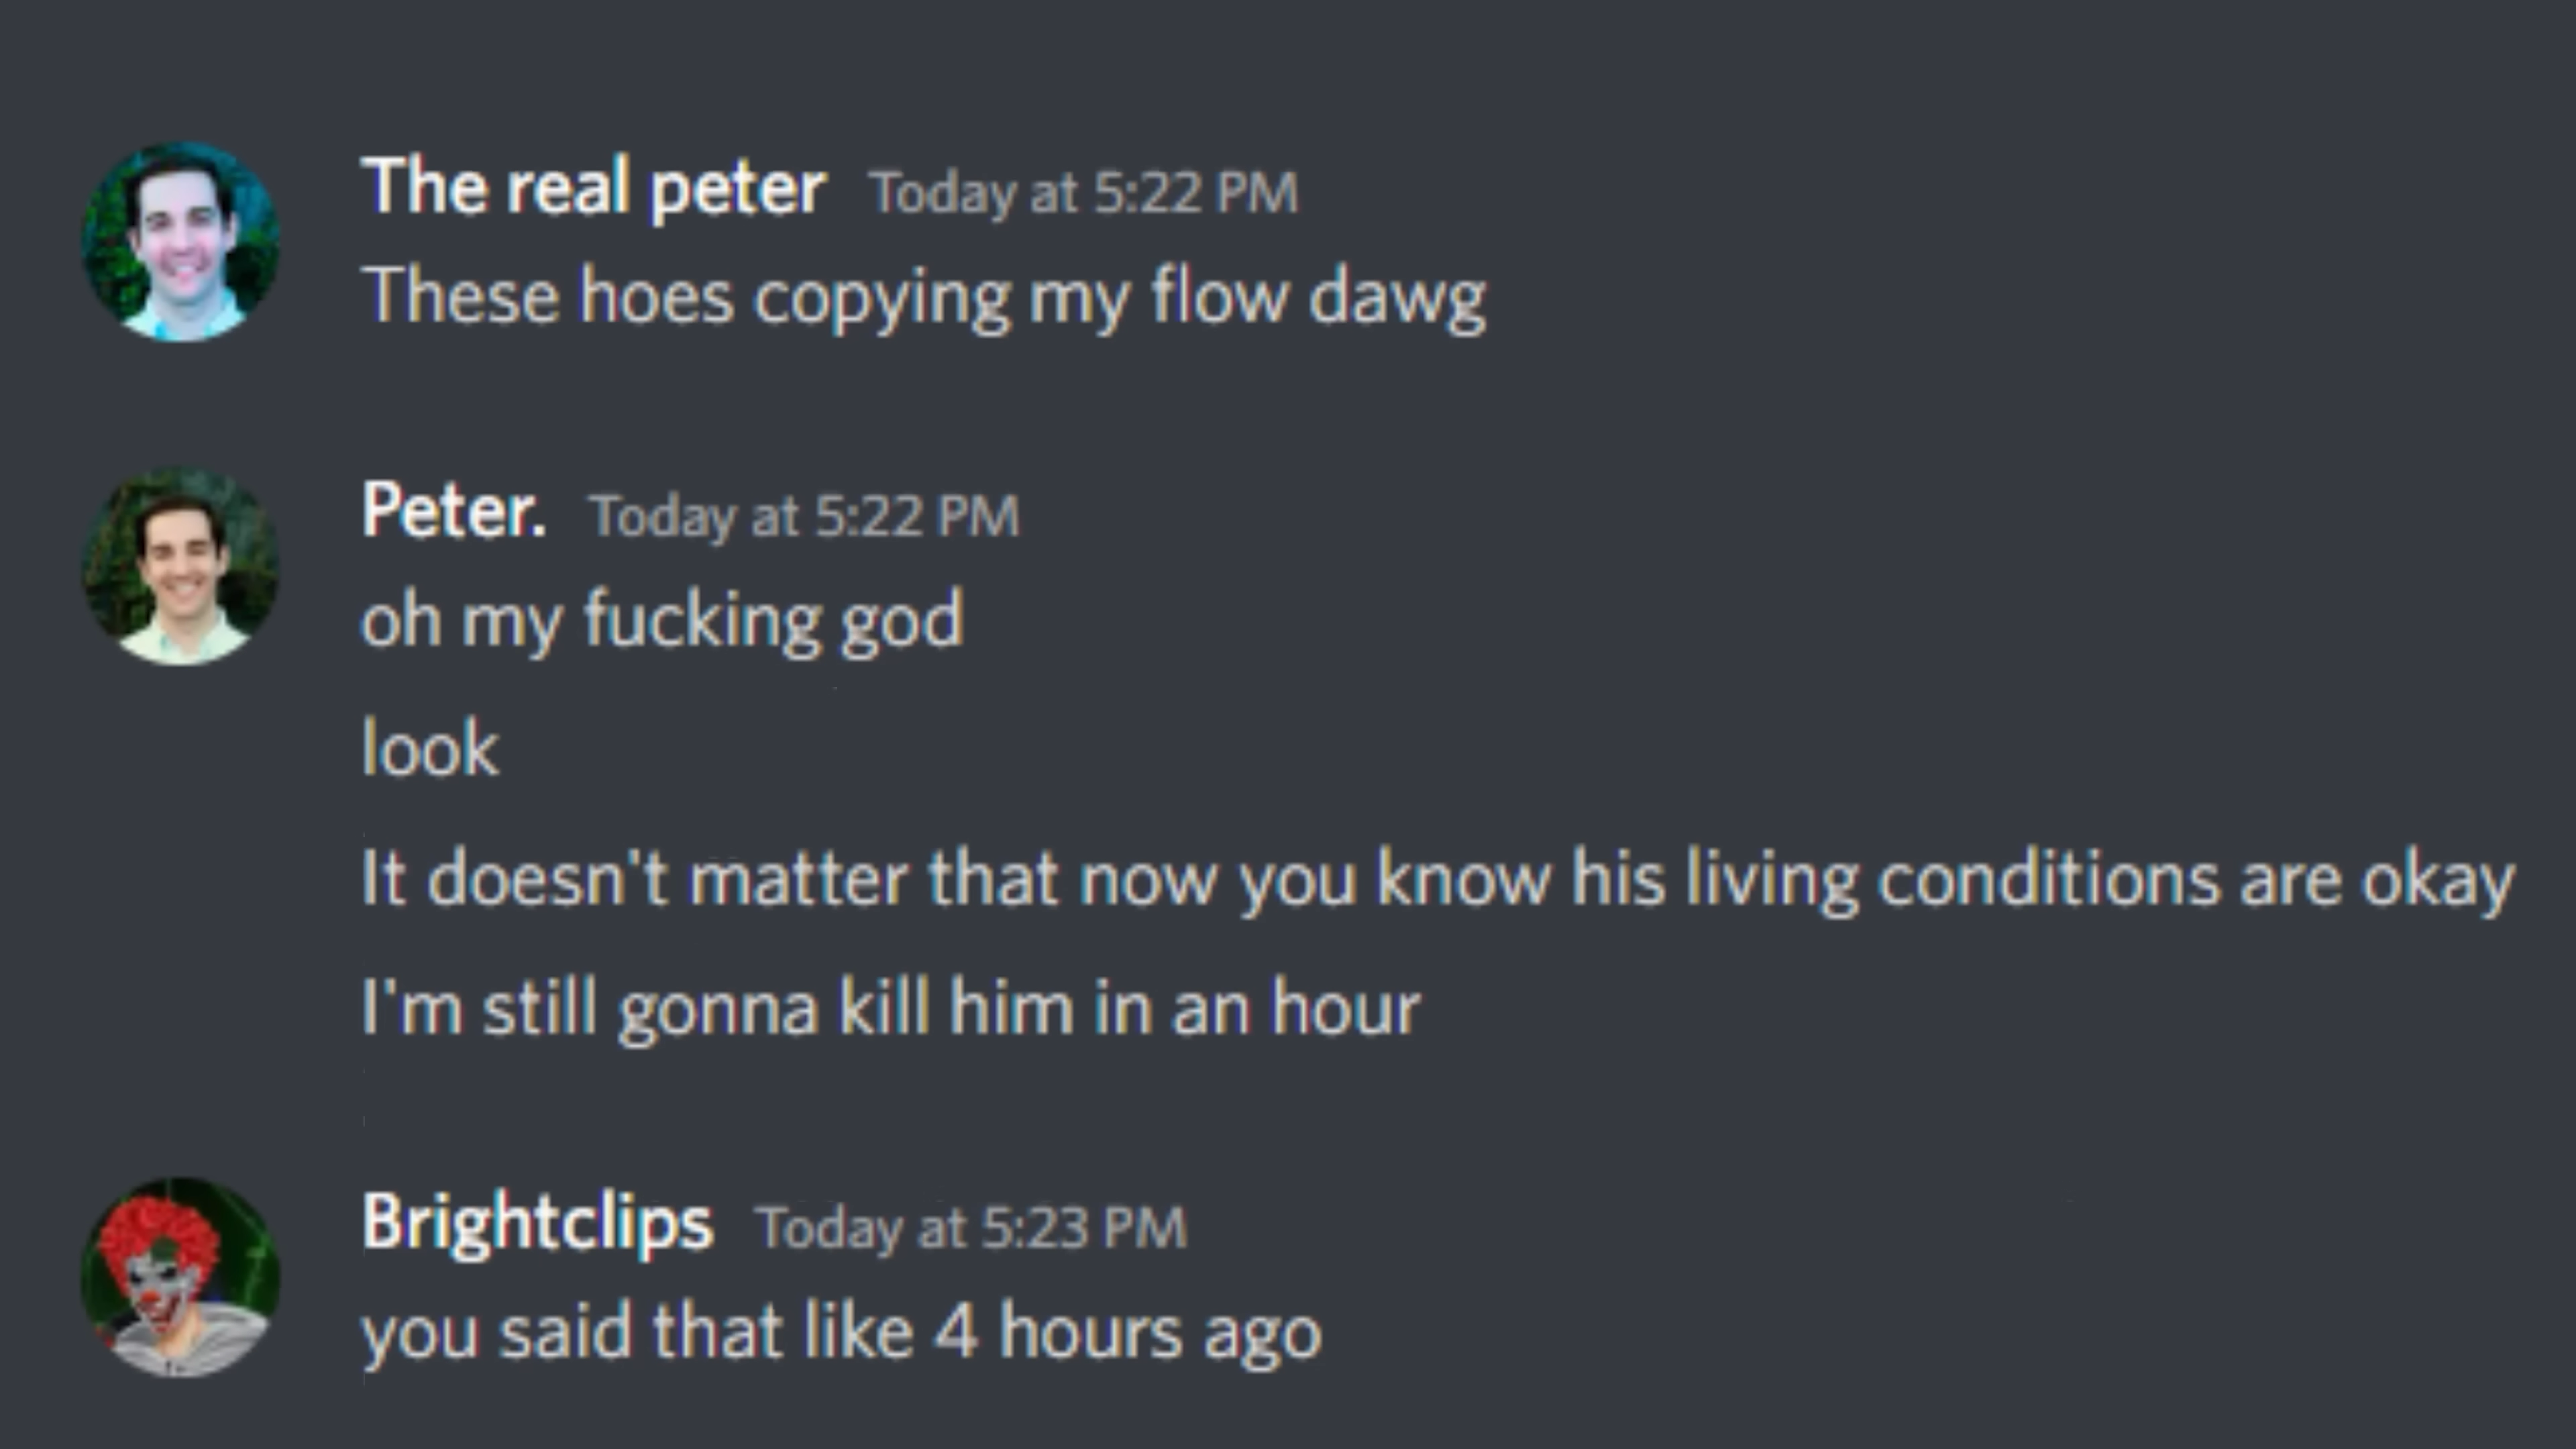 The real peter Today at 5:22 PM
These hoes copying my flow dawg
Peter. Today at 5:22 PM
oh my fucking god
look
It doesn't matter that now you know his living conditions are okay
I'm still gonna kill him in an hour
Brightclips Today at 5:23 PM
you said that like 4 hours ago